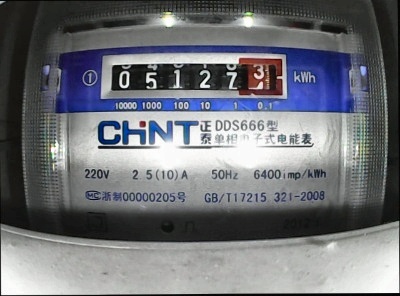 ① 05127 3 kWh
10000 1000 100 10 1 0.1
CHNT 正泰 DDS666型
单相电子式电能表
220V 2.5(10)A 50Hz 6400imp/kWh
MC 浙制00000205号 GB/T17215.321-2008